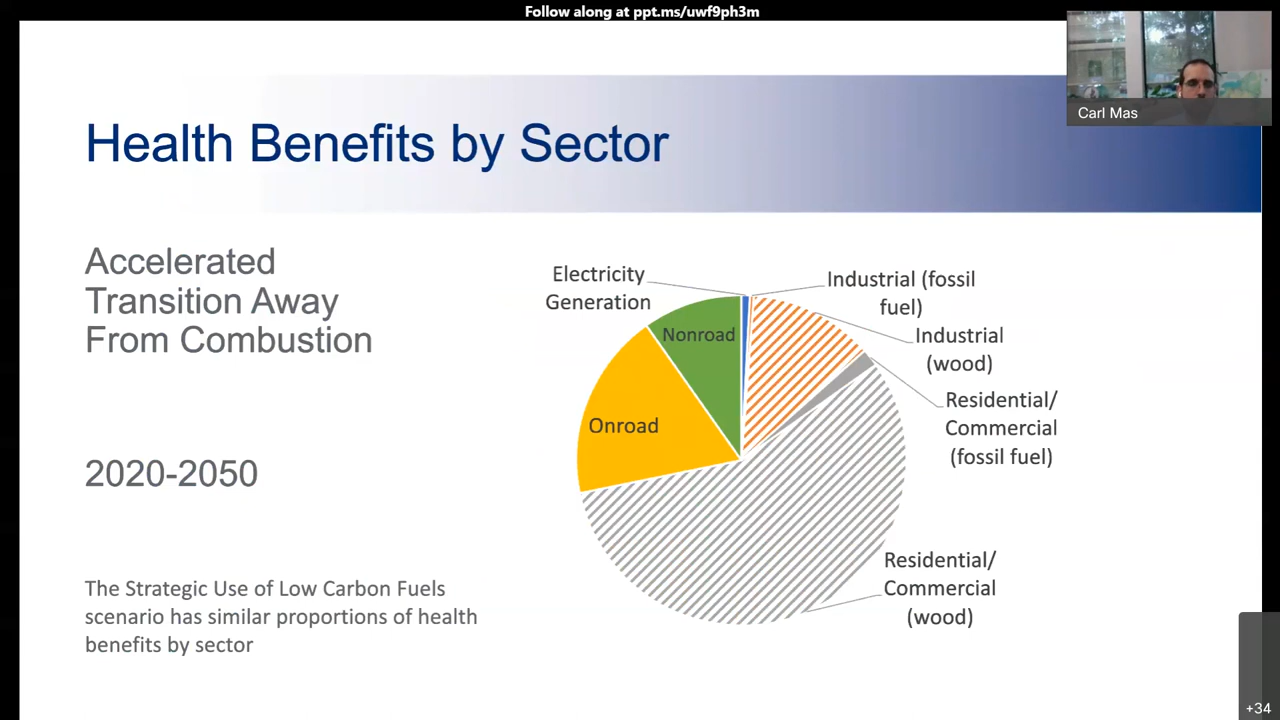 Follow along at ppt.ms/uwf9ph3m
Carl Mas
Health Benefits by Sector
Accelerated
Transition Away
From Combustion
2020-2050
The Strategic Use of Low Carbon Fuels
scenario has similar proportions of health
benefits by sector
Electricity
Generation
Industrial (fossil
fuel)
Industrial
(wood)
Nonroad
Residential/
Commercial
(fossil fuel)
Onroad
Residential/
Commercial
(wood)
+34